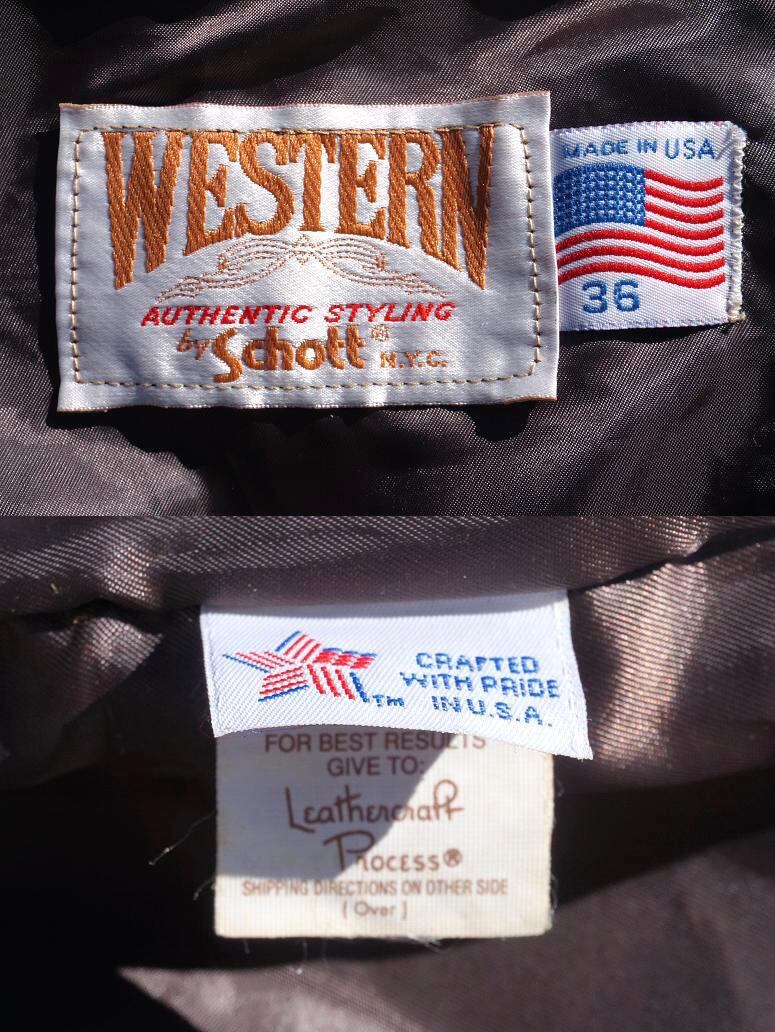 WESTERN
AUTHENTIC STYLING
by Schott® N.Y.C.
MADE IN USA
36
CRAFTED
WITH PRIDE
IN U.S.A.
TM
FOR BEST RESULTS
GIVE TO:
Leathercraft
Process®
SHIPPING DIRECTIONS ON OTHER SIDE
(Over)